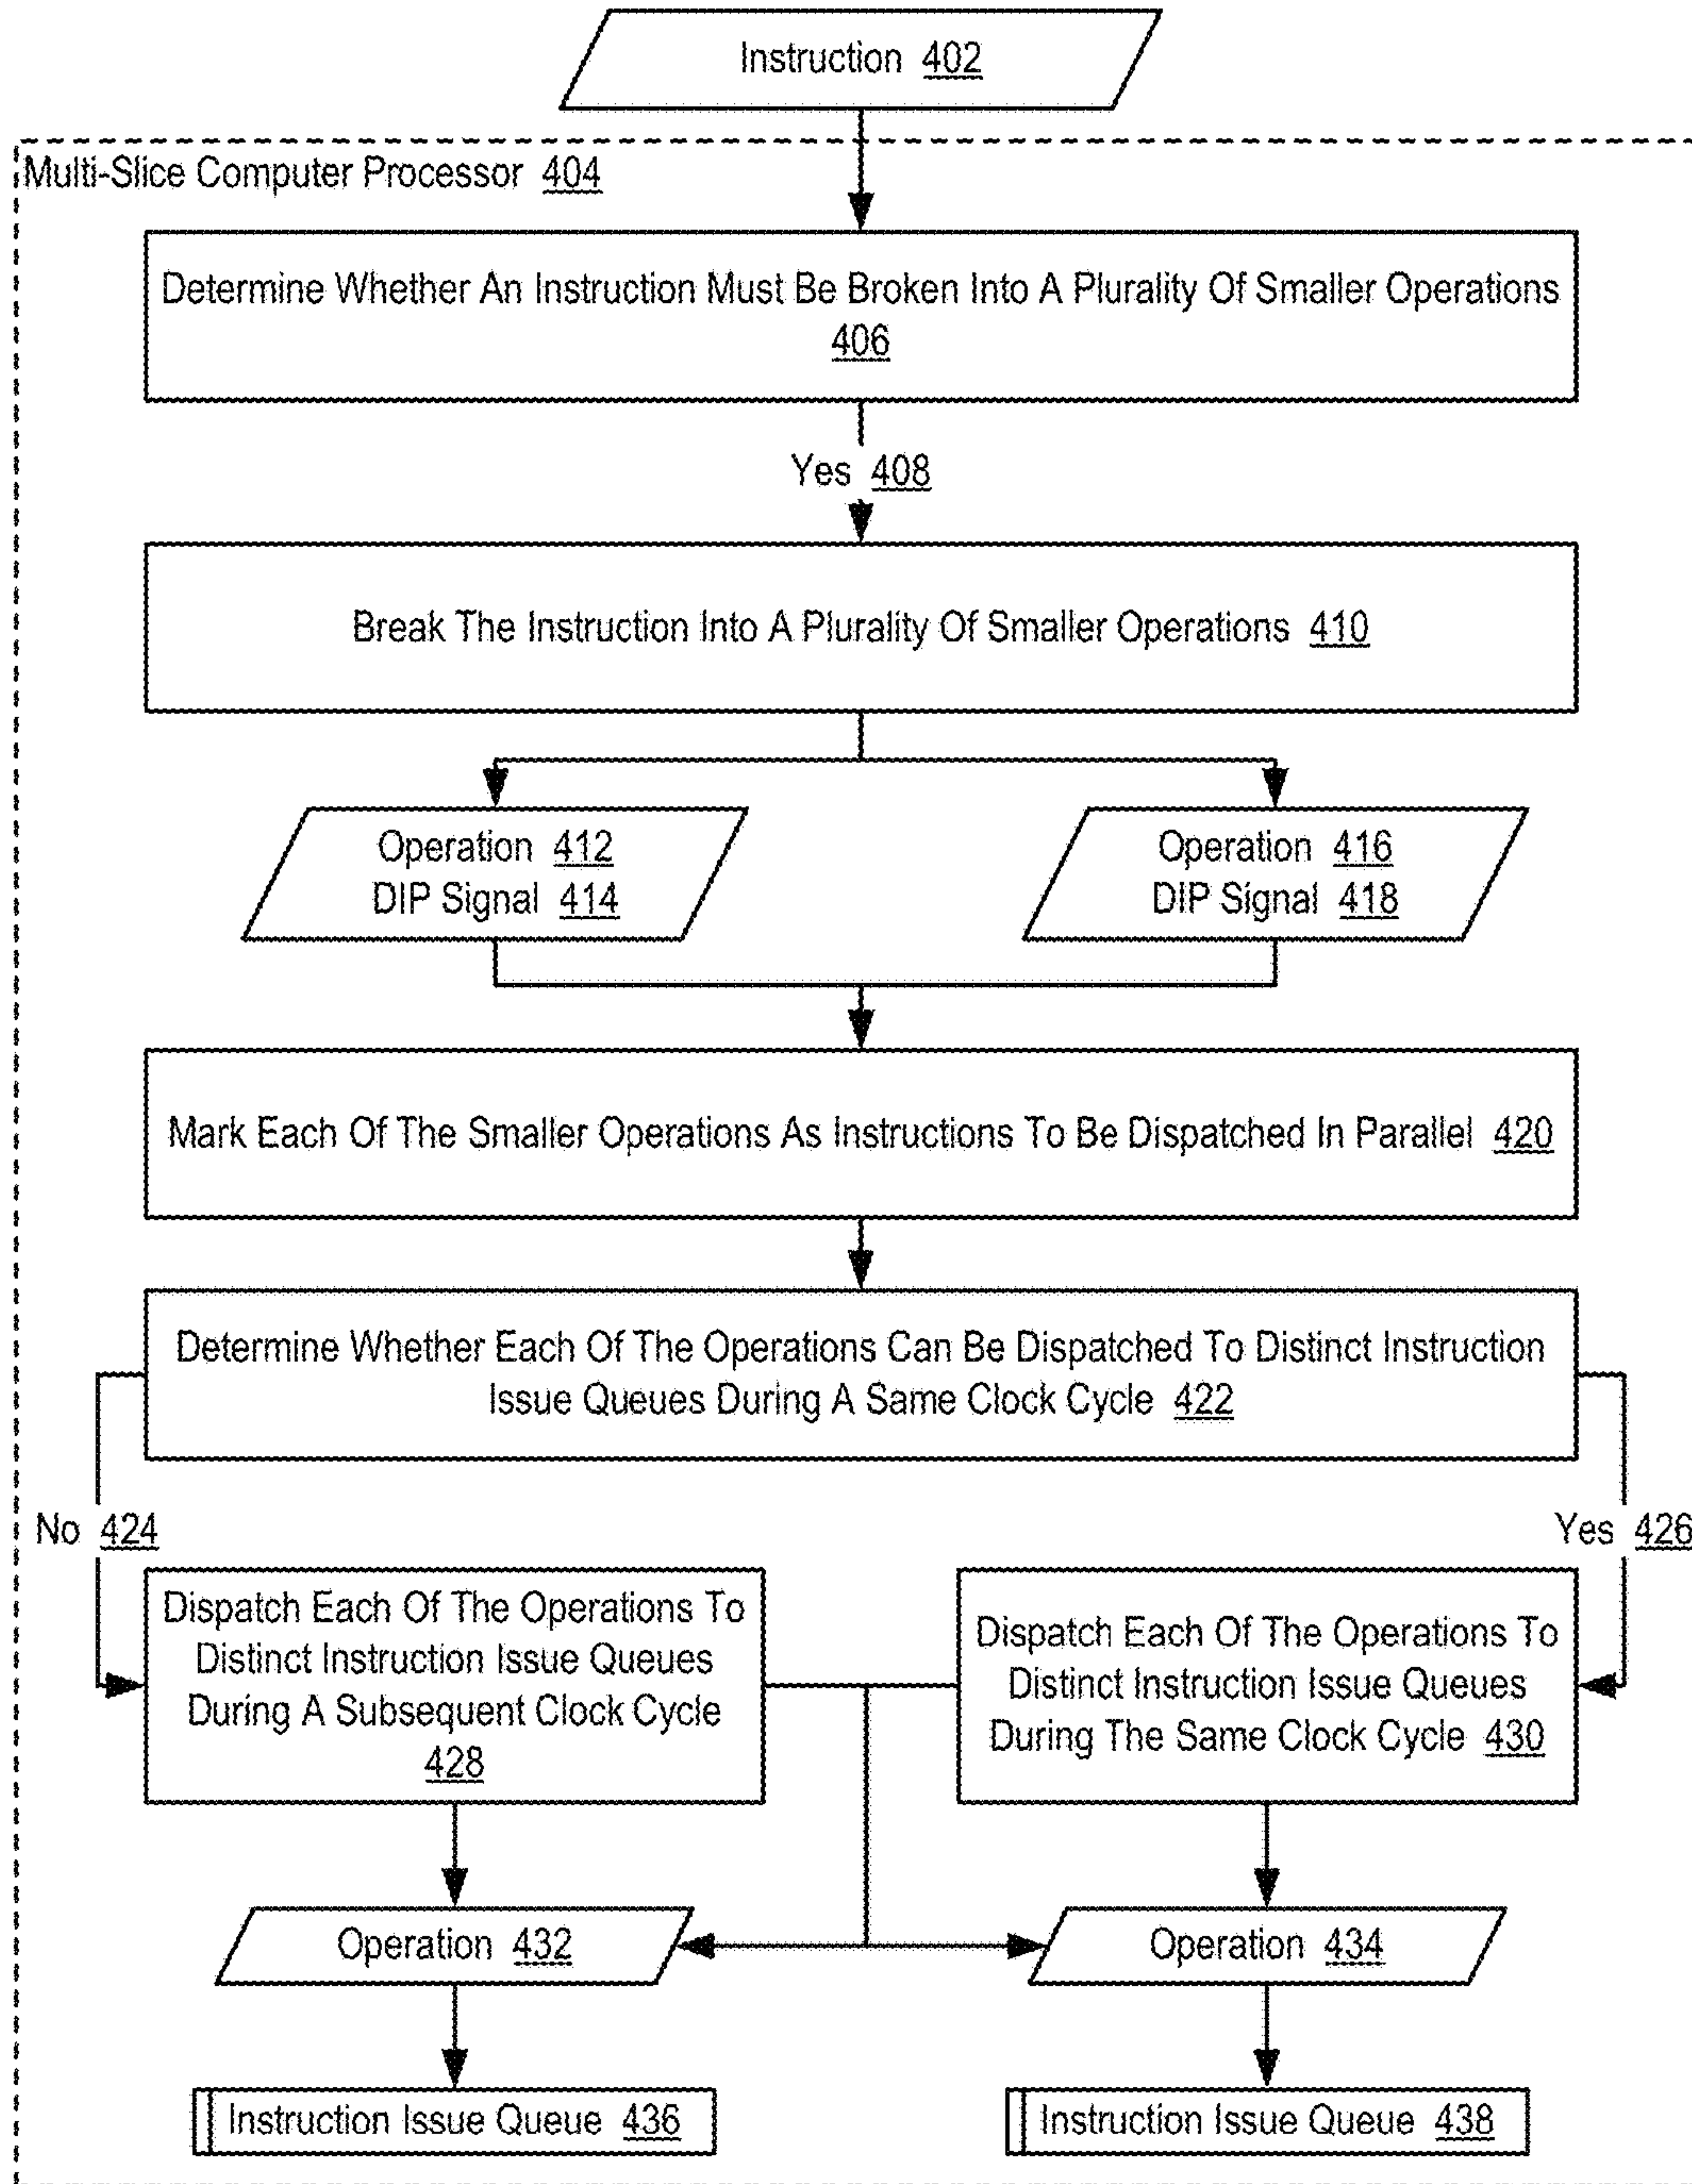 Instruction 402
Multi-Slice Computer Processor 404
Determine Whether An Instruction Must Be Broken Into A Plurality Of Smaller Operations
406
Yes 408
Break The Instruction Into A Plurality Of Smaller Operations 410
Operation 412
DIP Signal 414
Operation 416
DIP Signal 418
Mark Each Of The Smaller Operations As Instructions To Be Dispatched In Parallel 420
Determine Whether Each Of The Operations Can Be Dispatched To Distinct Instruction
Issue Queues During A Same Clock Cycle 422
No 424
Yes 426
Dispatch Each Of The Operations To
Distinct Instruction Issue Queues
During A Subsequent Clock Cycle
428
Dispatch Each Of The Operations To
Distinct Instruction Issue Queues
During The Same Clock Cycle 430
Operation 432
Operation 434
Instruction Issue Queue 436
Instruction Issue Queue 438